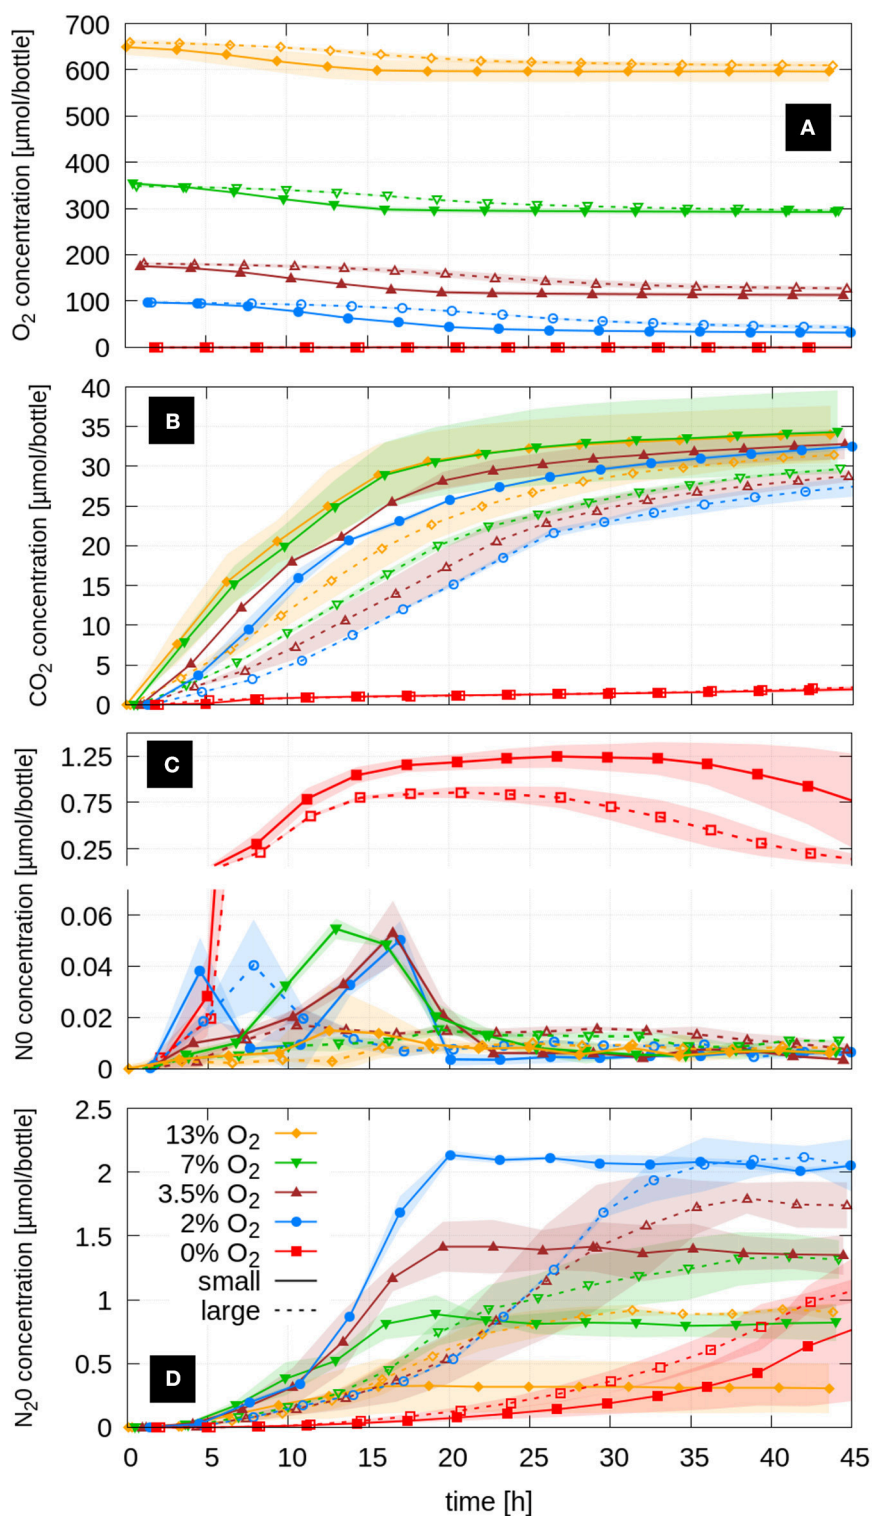 O2 concentration [µmol/bottle]
700
600
500
400
300
200
100
0
A
CO2 concentration [µmol/bottle]
40
35
30
25
20
15
10
5
0
B
N0 concentration [µmol/bottle]
1.25
0.75
0.25
C
0.06
0.04
0.02
0
N20 concentration [µmol/bottle]
2.5
2
1.5
1
0.5
0
13% O2
7% O2
3.5% O2
2% O2
0% O2
small
large
D
0 5 10 15 20 25 30 35 40 45
time [h]